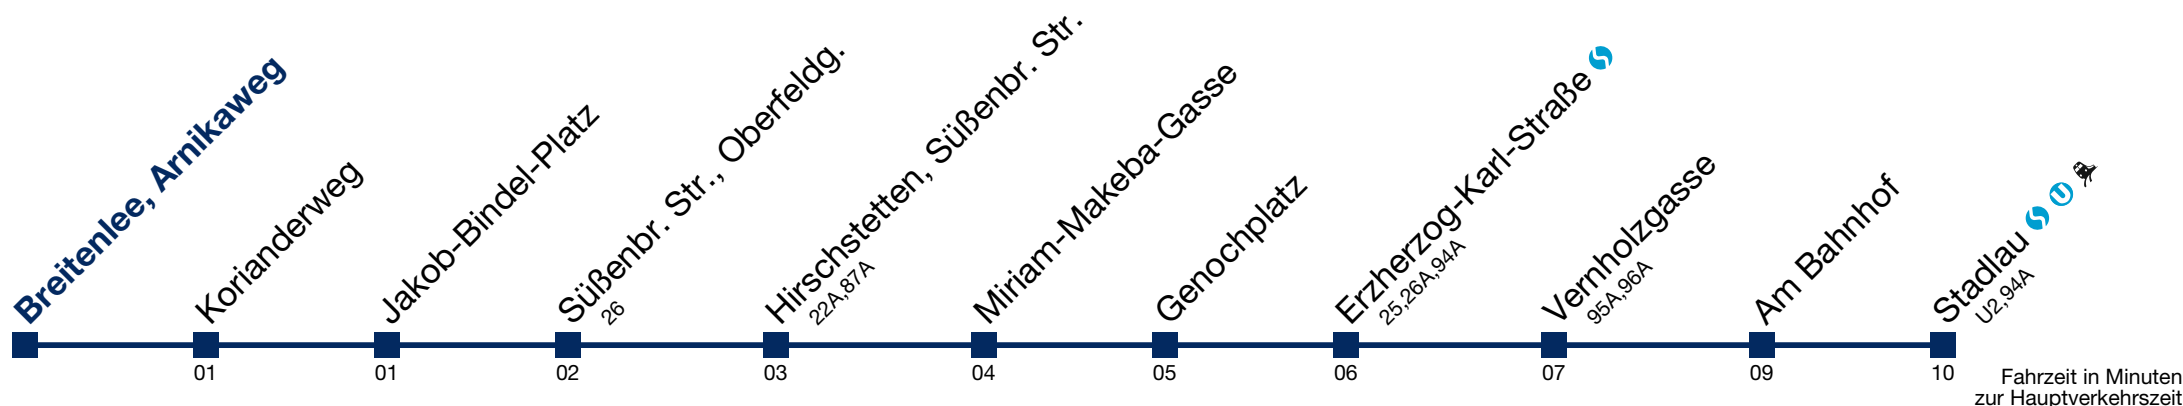 Breitenlee, Arnikaweg
Korianderweg
01
Jakob-Bindel-Platz
01
Süßenbr. Str., Oberfeldg.
26
02
Hirschstetten, Süßenbr. Str.
22A,87A
03
Miriam-Makeba-Gasse
04
Genochplatz
05
Erzherzog-Karl-Straße S
25,26A,94A
06
Vernholzgasse
95A,96A
07
Am Bahnhof
09
Stadlau S U
U2,94A
10
Fahrzeit in Minuten
zur Hauptverkehrszeit